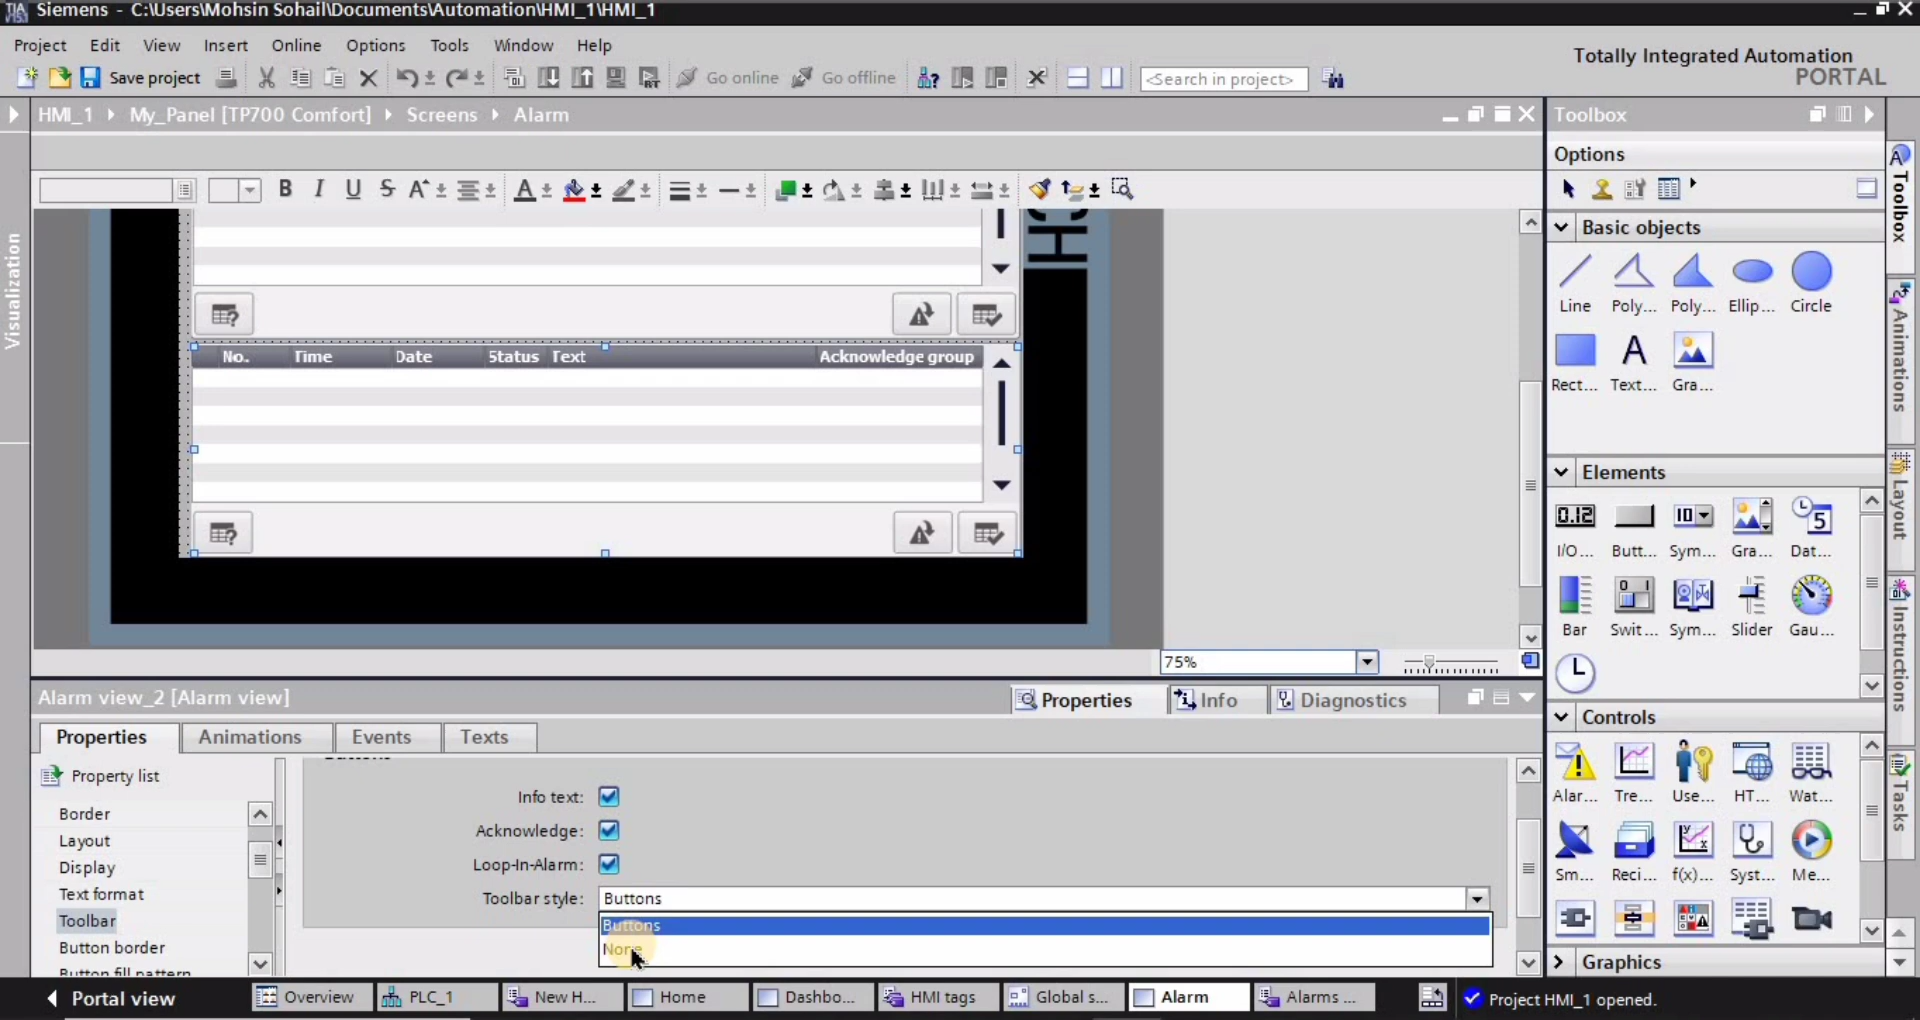 Siemens - C:\Users\Mohsin Sohail\Documents\Automation\HMI_1\HMI_1
Project Edit View Insert Online Options Tools Window Help
Totally Integrated Automation
PORTAL
Save project Go online Go offline <Search in project>
HMI_1 My_Panel [TP700 Comfort] Screens Alarm
Toolbox
Options
B I U S A A
Basic objects
Line Poly... Poly... Ellip... Circle
Rect... Text... Gra...
Visualization
No. Time Date Status Text Acknowledge group
Elements
I/O... Butt... Sym... Gra... Dat...
Bar Swit... Sym... Slider Gau...
75%
Controls
Alar... Tre... Use... HT... Wat...
Sm... Reci... f(x)... Syst... Me...
Graphics
Toolbox
Animations
Layout
Instructions
Tasks
Alarm view_2 [Alarm view]
Properties Info Diagnostics
Properties Animations Events Texts
Property list
Border
Layout
Display
Text format
Toolbar
Button border
Button fill pattern
Buttons
Info text:
Acknowledge:
Loop-In-Alarm:
Toolbar style: Buttons
Buttons
None
Portal view Overview PLC_1 New H... Home Dashbo... HMI tags Global s... Alarm Alarms ... Project HMI_1 opened.